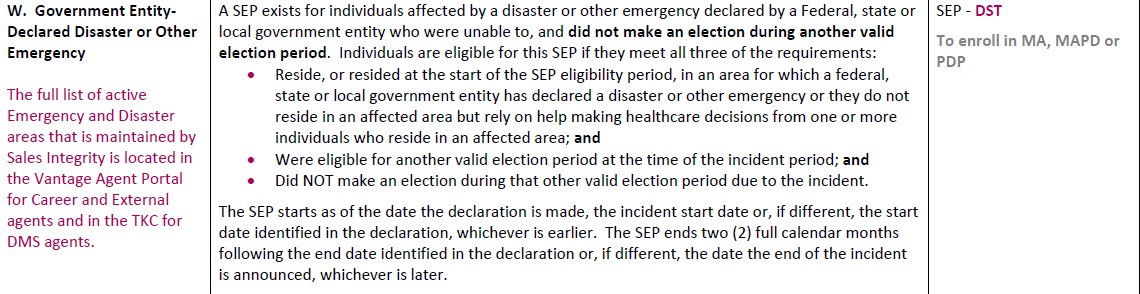 W.  Government Entity-
Declared Disaster or Other
Emergency
The full list of active
Emergency and Disaster
areas that is maintained by
Sales Integrity is located in
the Vantage Agent Portal
for Career and External
agents and in the TKC for
DMS agents.
A SEP exists for individuals affected by a disaster or other emergency declared by a Federal, state or
local government entity who were unable to, and did not make an election during another valid
election period.  Individuals are eligible for this SEP if they meet all three of the requirements:
• Reside, or resided at the start of the SEP eligibility period, in an area for which a federal,
state or local government entity has declared a disaster or other emergency or they do not
reside in an affected area but rely on help making healthcare decisions from one or more
individuals who reside in an affected area; and
• Were eligible for another valid election period at the time of the incident period; and
• Did NOT make an election during that other valid election period due to the incident.
The SEP starts as of the date the declaration is made, the incident start date or, if different, the start
date identified in the declaration, whichever is earlier.  The SEP ends two (2) full calendar months
following the end date identified in the declaration or, if different, the date the end of the incident
is announced, whichever is later.
SEP - DST
To enroll in MA, MAPD or
PDP